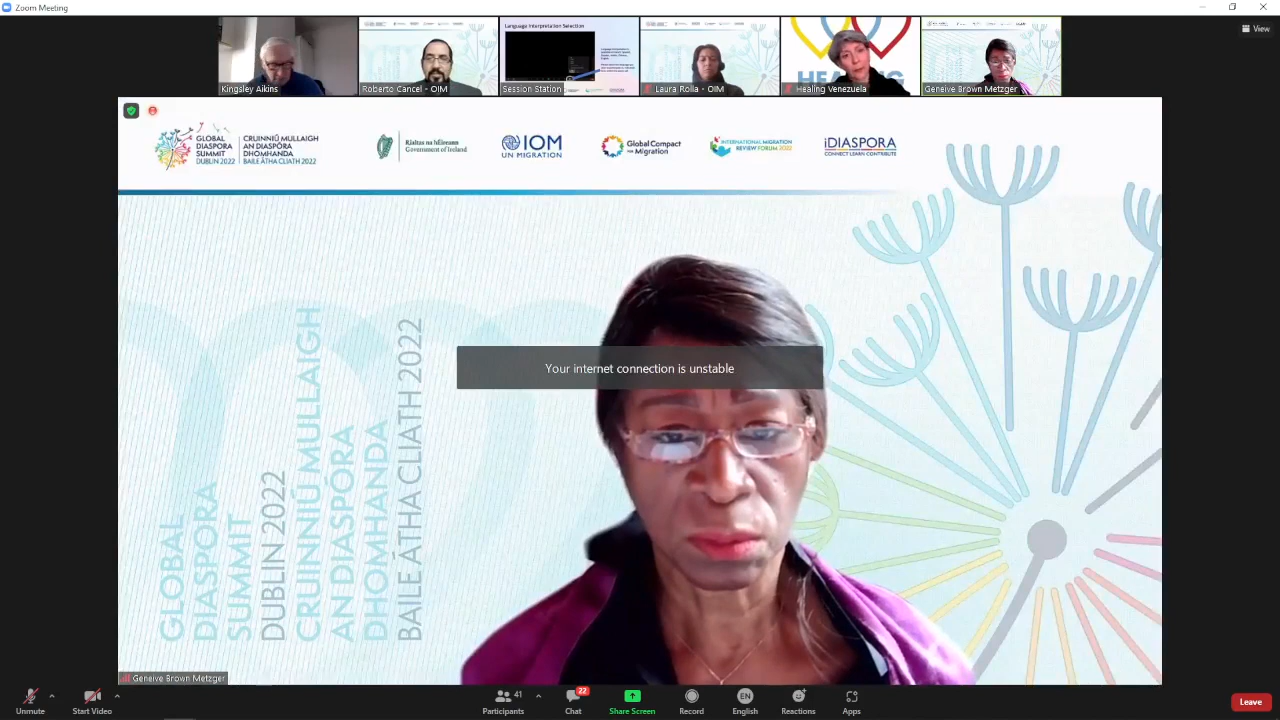 Zoom Meeting
View
Kingsley Aikins
Roberto Cancel - OIM
Language Interpretation Selection
Session Station
Laura Rolla - OIM
HEALING
Healing Venezuela
Geneive Brown Metzger
GLOBAL
DIASPORA
SUMMIT
DUBLIN 2022
CRUINNIÚ MULLAIGH
AN DIASPÓRA
DHOMHANDA
BAILE ÁTHA CLIATH 2022
Rialtas na hÉireann
Government of Ireland
IOM
UN MIGRATION
Global Compact
FOR Migration
INTERNATIONAL MIGRATION
REVIEW FORUM 2022
iDIASPORA
CONNECT LEARN CONTRIBUTE
Your internet connection is unstable
GLOBAL
DIASPORA
SUMMIT
DUBLIN 2022
CRUINNIÚ MULLAIGH
AN DIASPÓRA
DHOMHANDA
BAILE ÁTHA CLIATH 2022
Geneive Brown Metzger
Unmute
Start Video
41
Participants
22
Chat
Share Screen
Record
EN
English
Reactions
Apps
Leave